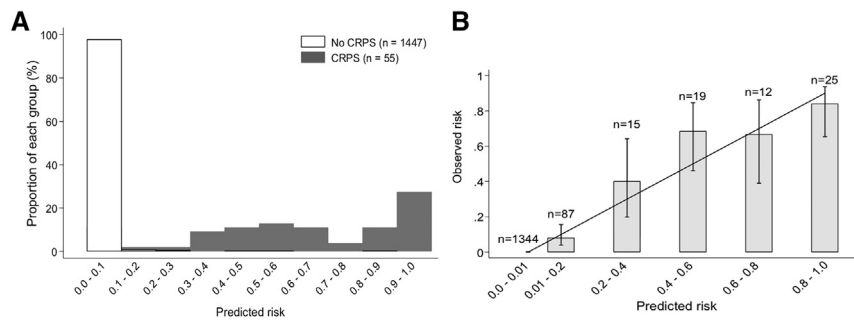 A
Proportion of each group (%)
100
80
60
40
20
0
No CRPS (n = 1447)
CRPS (n = 55)
0.0 - 0.1
0.1 - 0.2
0.2 - 0.3
0.3 - 0.4
0.4 - 0.5
0.5 - 0.6
0.6 - 0.7
0.7 - 0.8
0.8 - 0.9
0.9 - 1.0
Predicted risk
B
Observed risk
1
.8
.6
.4
.2
0
n=1344
n=87
n=15
n=19
n=12
n=25
0.0 - 0.01
0.01 - 0.2
0.2 - 0.4
0.4 - 0.6
0.6 - 0.8
0.8 - 1.0
Predicted risk